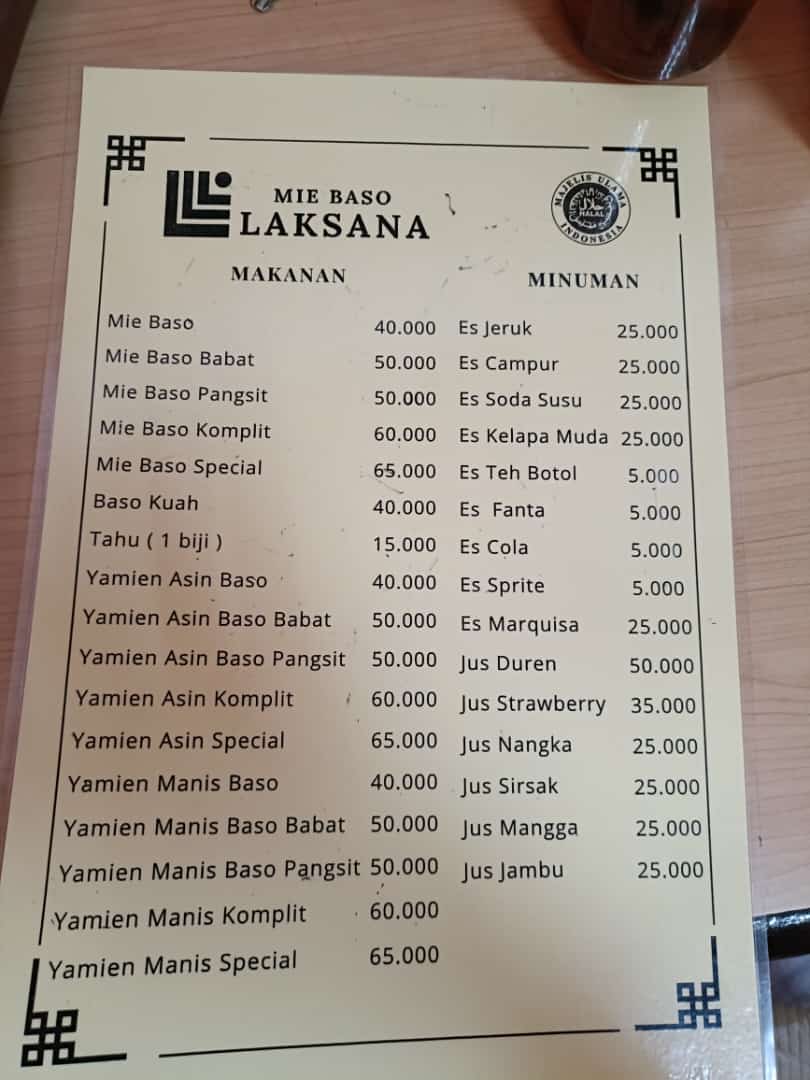 MIE BASO
LAKSANA
MAJELIS ULAMA
حلال
HALAL
INDONESIA
MAKANAN
Mie Baso 40.000
Mie Baso Babat 50.000
Mie Baso Pangsit 50.000
Mie Baso Komplit 60.000
Mie Baso Special 65.000
Baso Kuah 40.000
Tahu ( 1 biji ) 15.000
Yamien Asin Baso 40.000
Yamien Asin Baso Babat 50.000
Yamien Asin Baso Pangsit 50.000
Yamien Asin Komplit 60.000
Yamien Asin Special 65.000
Yamien Manis Baso 40.000
Yamien Manis Baso Babat 50.000
Yamien Manis Baso Pangsit 50.000
Yamien Manis Komplit 60.000
Yamien Manis Special 65.000
MINUMAN
Es Jeruk 25.000
Es Campur 25.000
Es Soda Susu 25.000
Es Kelapa Muda 25.000
Es Teh Botol 5.000
Es Fanta 5.000
Es Cola 5.000
Es Sprite 5.000
Es Marquisa 25.000
Jus Duren 50.000
Jus Strawberry 35.000
Jus Nangka 25.000
Jus Sirsak 25.000
Jus Mangga 25.000
Jus Jambu 25.000